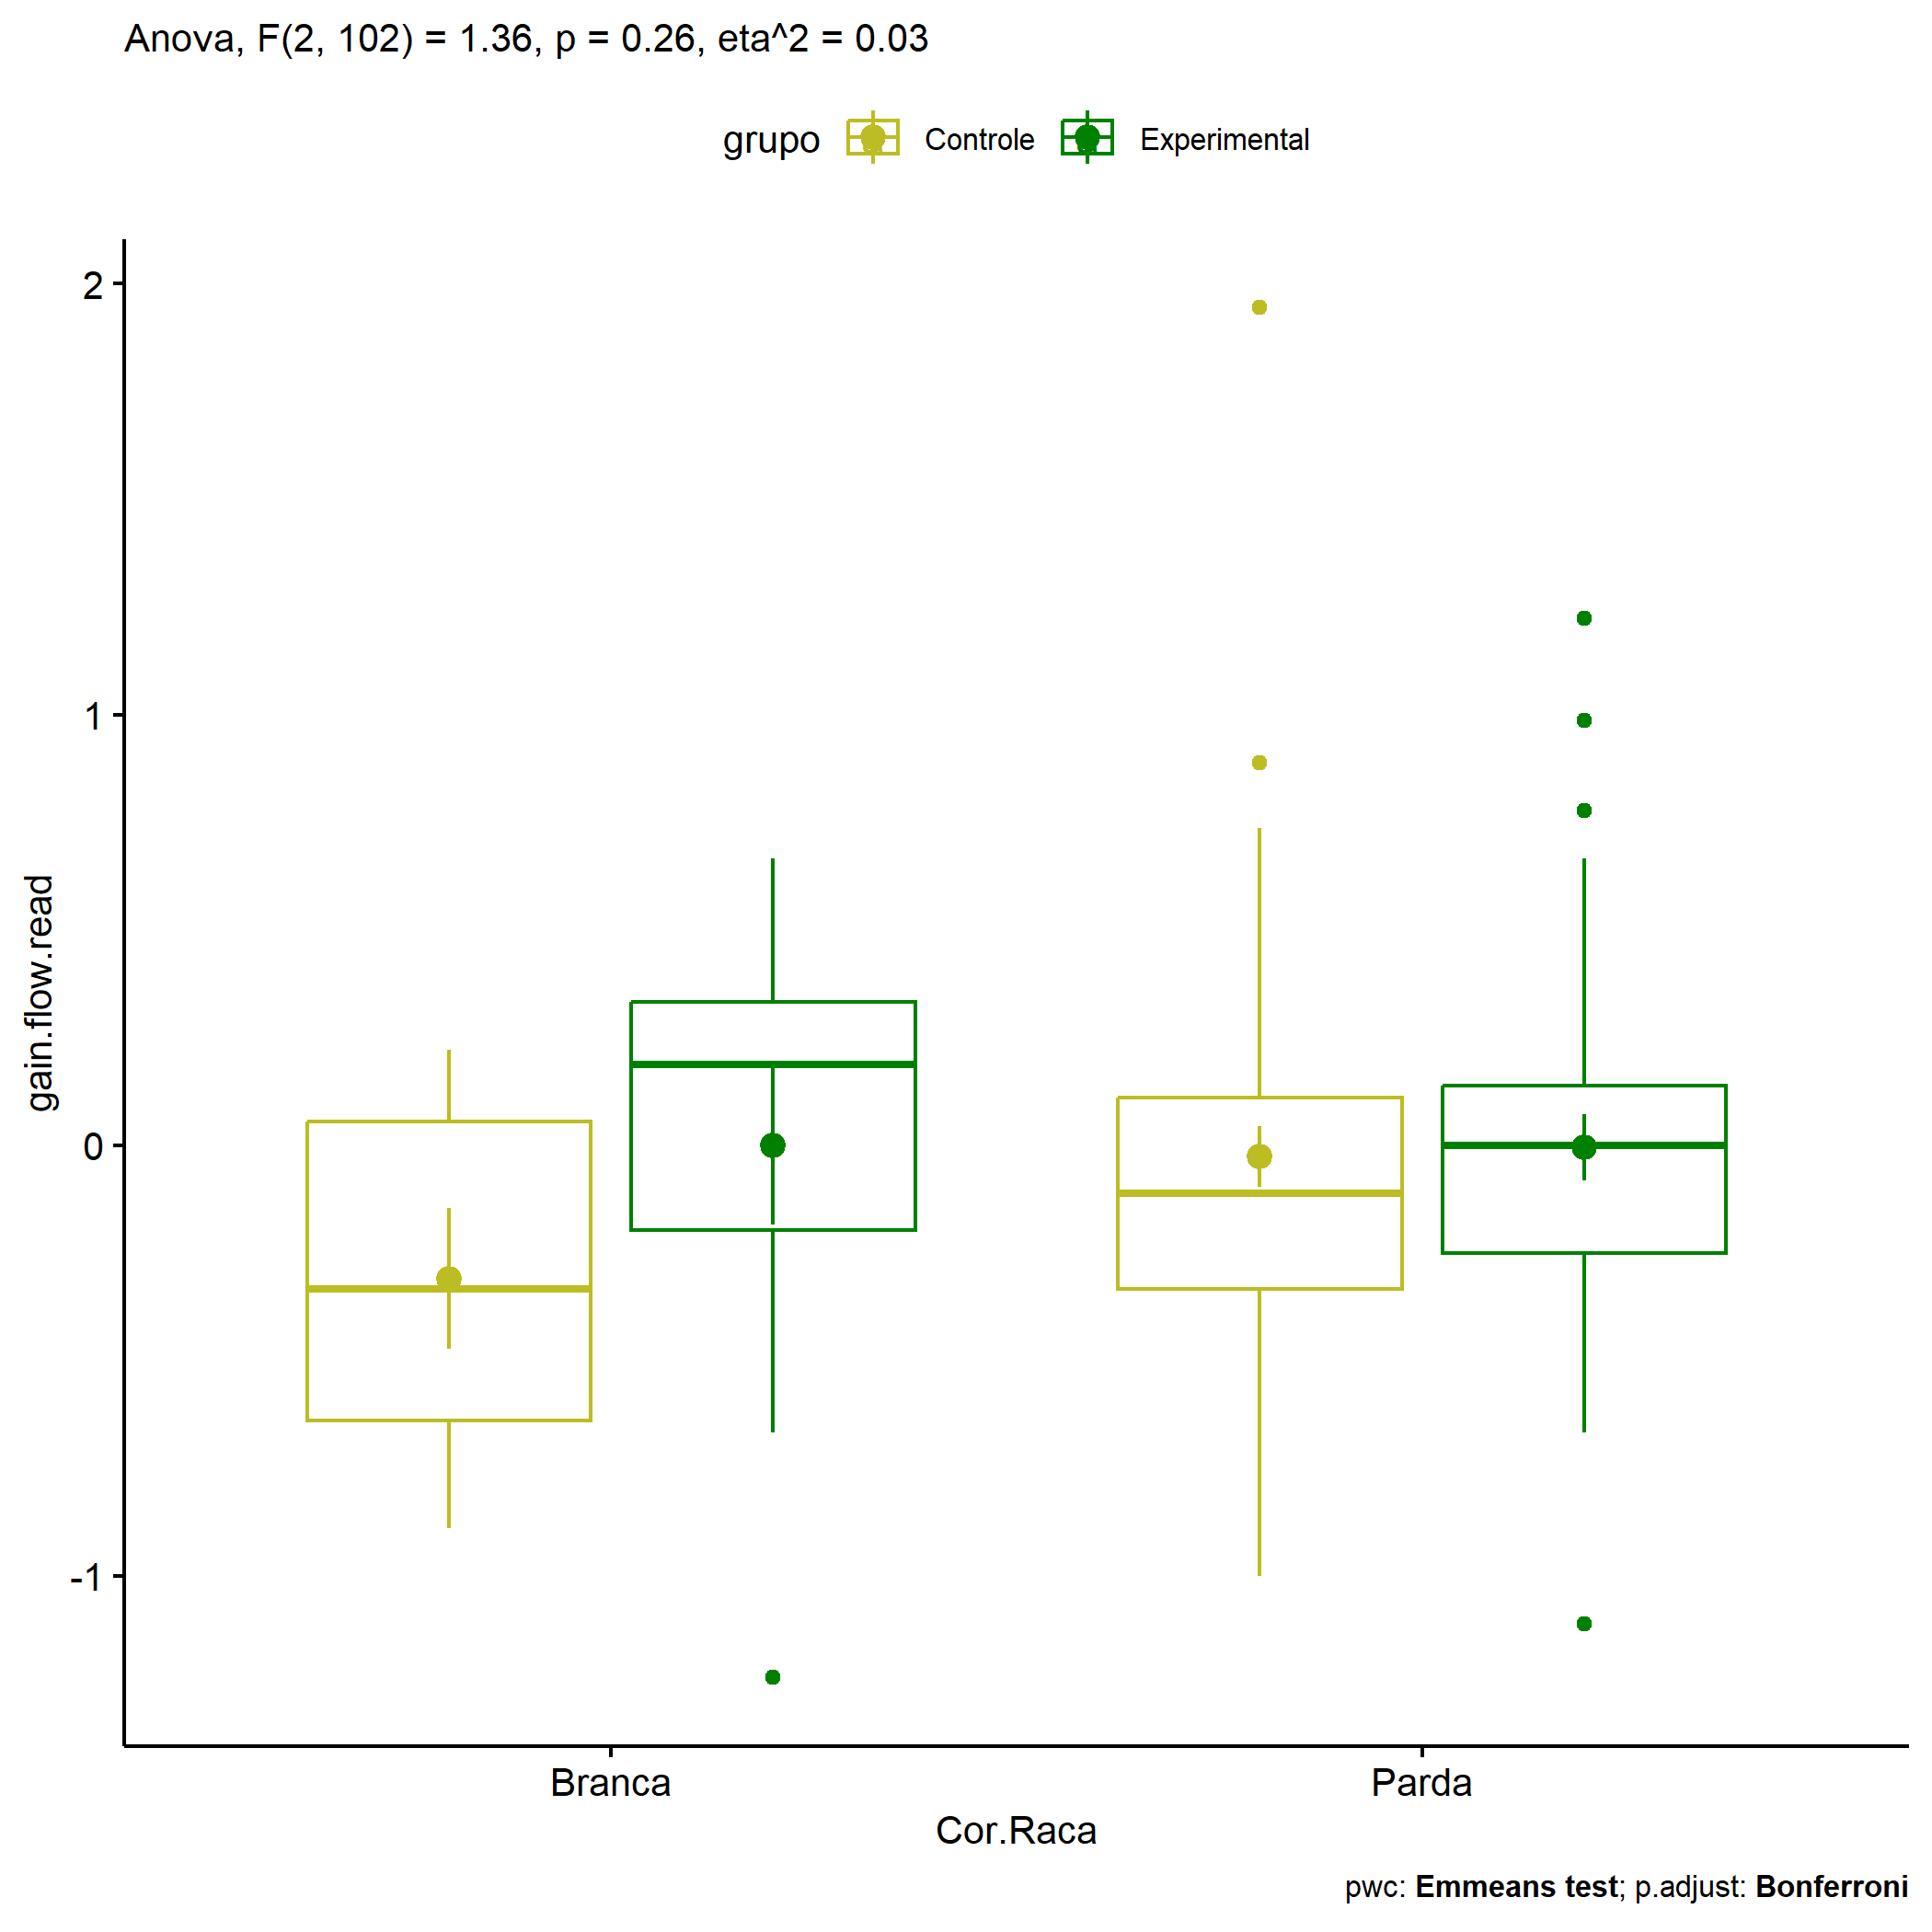 Anova, F(2, 102) = 1.36, p = 0.26, eta^2 = 0.03
grupo Controle Experimental
2
1
0
-1
gain.flow.read
Branca Parda
Cor.Raca
pwc: Emmeans test; p.adjust: Bonferroni